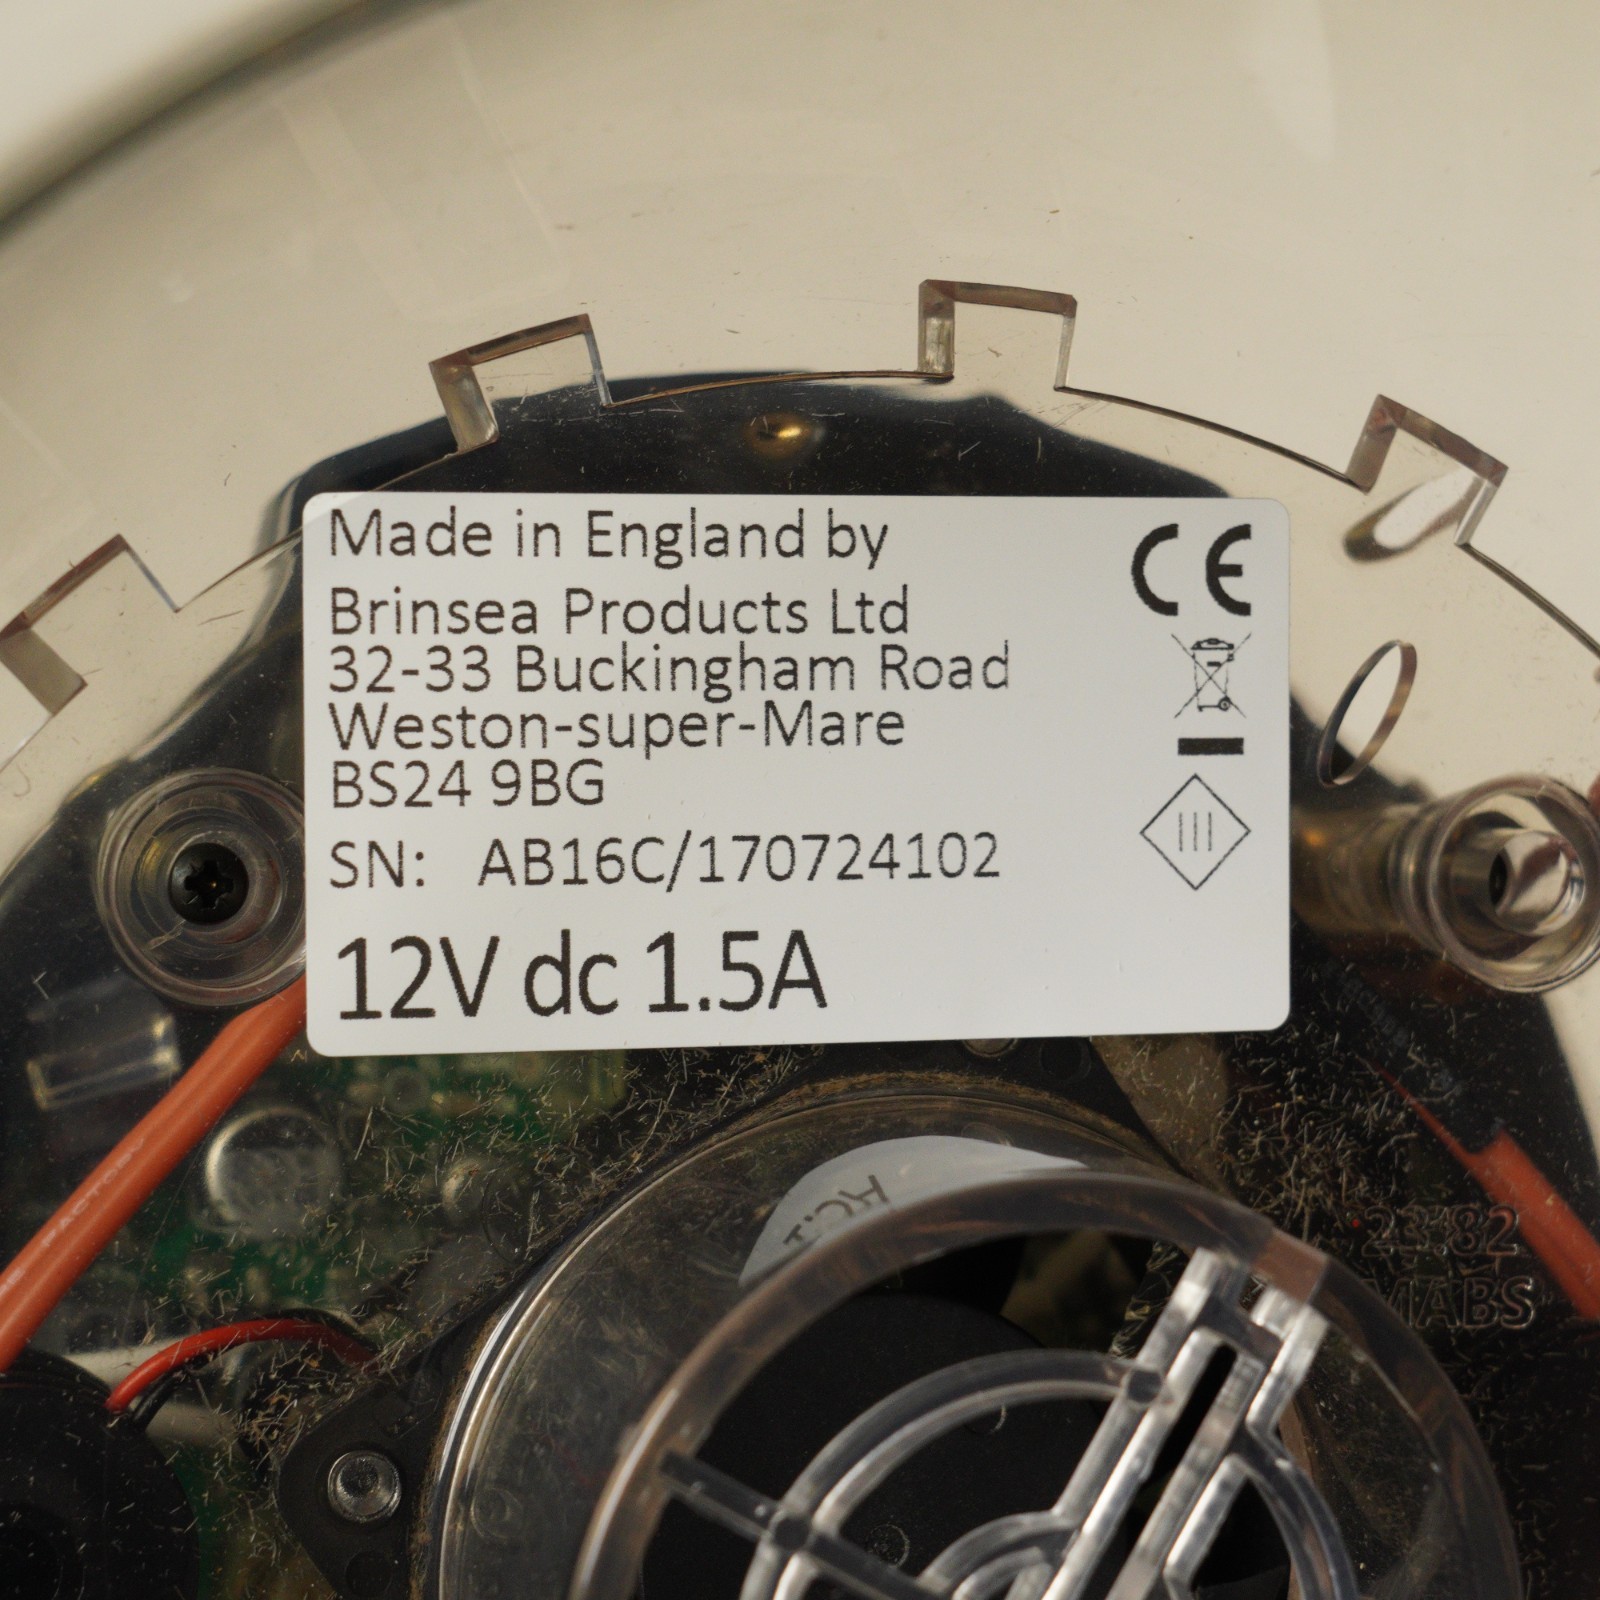 Made in England by
Brinsea Products Ltd
32-33 Buckingham Road
Weston-super-Mare
BS24 9BG
SN: AB16C/170724102
12V dc 1.5A
CE